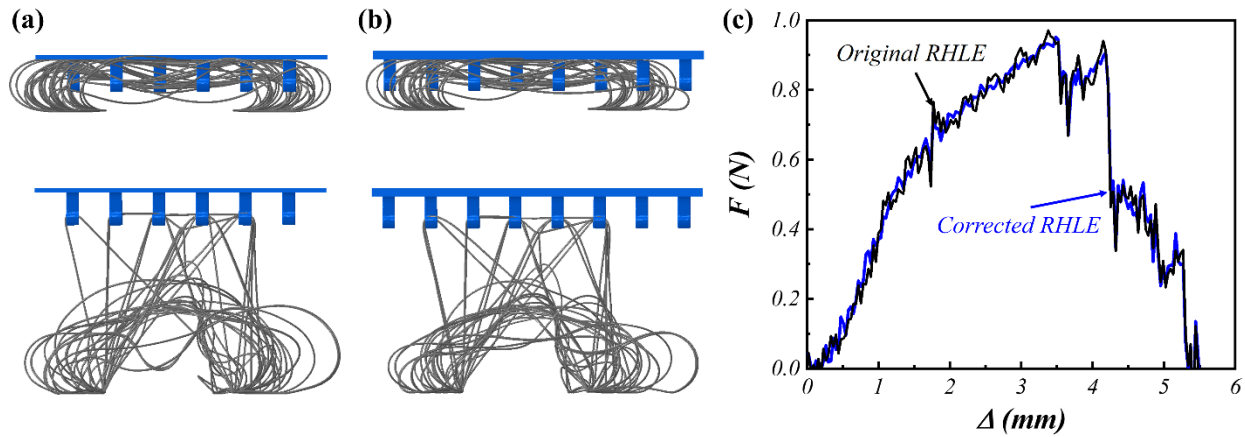 (a)
(b)
(c)
1.0
0.8
0.6
0.4
0.2
0.0
F (N)
Original RHLE
Corrected RHLE
0
1
2
3
4
5
6
Δ (mm)